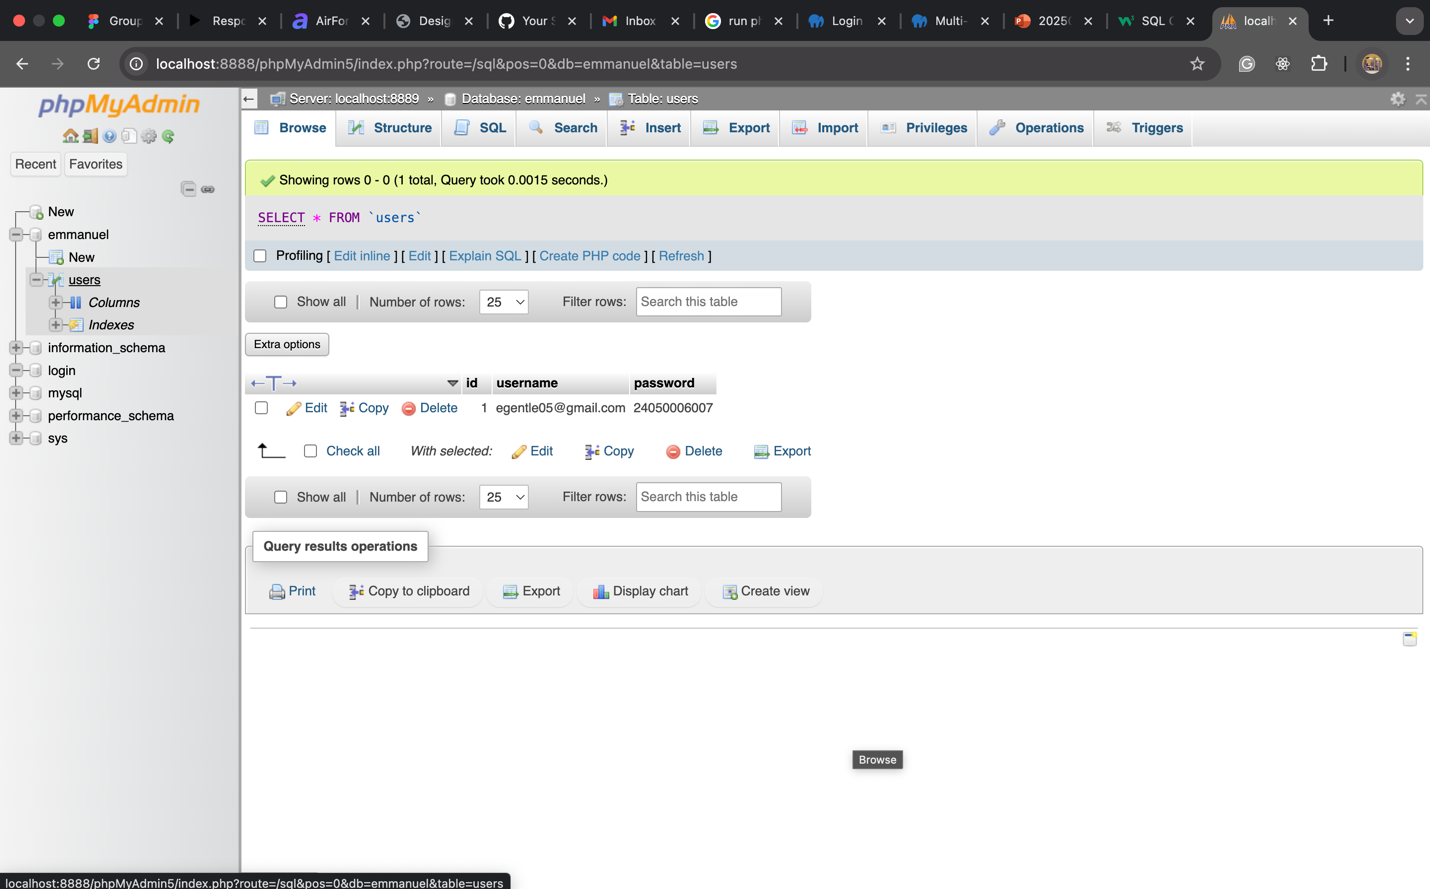 Group
Respo
AirFor
Desig
Your S
Inbox
run ph
Login
Multi-
2025
SQL
localh
localhost:8888/phpMyAdmin5/index.php?route=/sql&pos=0&db=emmanuel&table=users
phpMyAdmin
Recent Favorites
New
emmanuel
New
users
Columns
Indexes
information_schema
login
mysql
performance_schema
sys
Server: localhost:8889 » Database: emmanuel » Table: users
Browse Structure SQL Search Insert Export Import Privileges Operations Triggers
Showing rows 0 - 0 (1 total, Query took 0.0015 seconds.)
SELECT * FROM `users`
Profiling [ Edit inline ] [ Edit ] [ Explain SQL ] [ Create PHP code ] [ Refresh ]
Show all | Number of rows: 25 Filter rows: Search this table
Extra options
←T→ id username password
Edit Copy Delete 1 egentle05@gmail.com 24050006007
Check all With selected: Edit Copy Delete Export
Show all | Number of rows: 25 Filter rows: Search this table
Query results operations
Print Copy to clipboard Export Display chart Create view
Browse
localhost:8888/phpMyAdmin5/index.php?route=/sql&pos=0&db=emmanuel&table=users